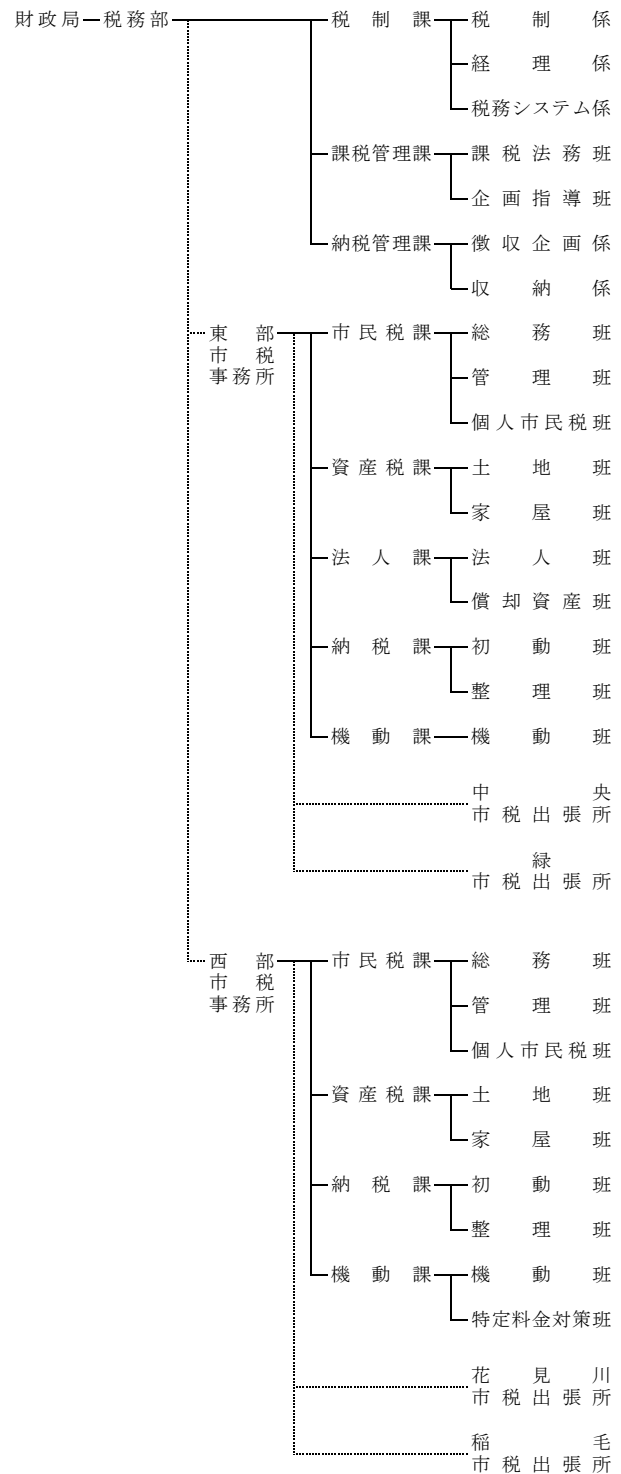 財政局 税務部 税制課 税制係
経理係
税務システム係
課税管理課 課税法務班
企画指導班
納税管理課 徴収企画係
収納係
東部 市民税課 総務班
市税
事務所
管理班
個人市民税班
資産税課 土地班
家屋班
法人課 法人班
償却資産班
納税課 初動班
整理班
機動課 機動班
中央
市税出張所
緑
市税出張所
西部 市民税課 総務班
市税
事務所
管理班
個人市民税班
資産税課 土地班
家屋班
納税課 初動班
整理班
機動課 機動班
特定料金対策班
花見川
市税出張所
稲毛
市税出張所